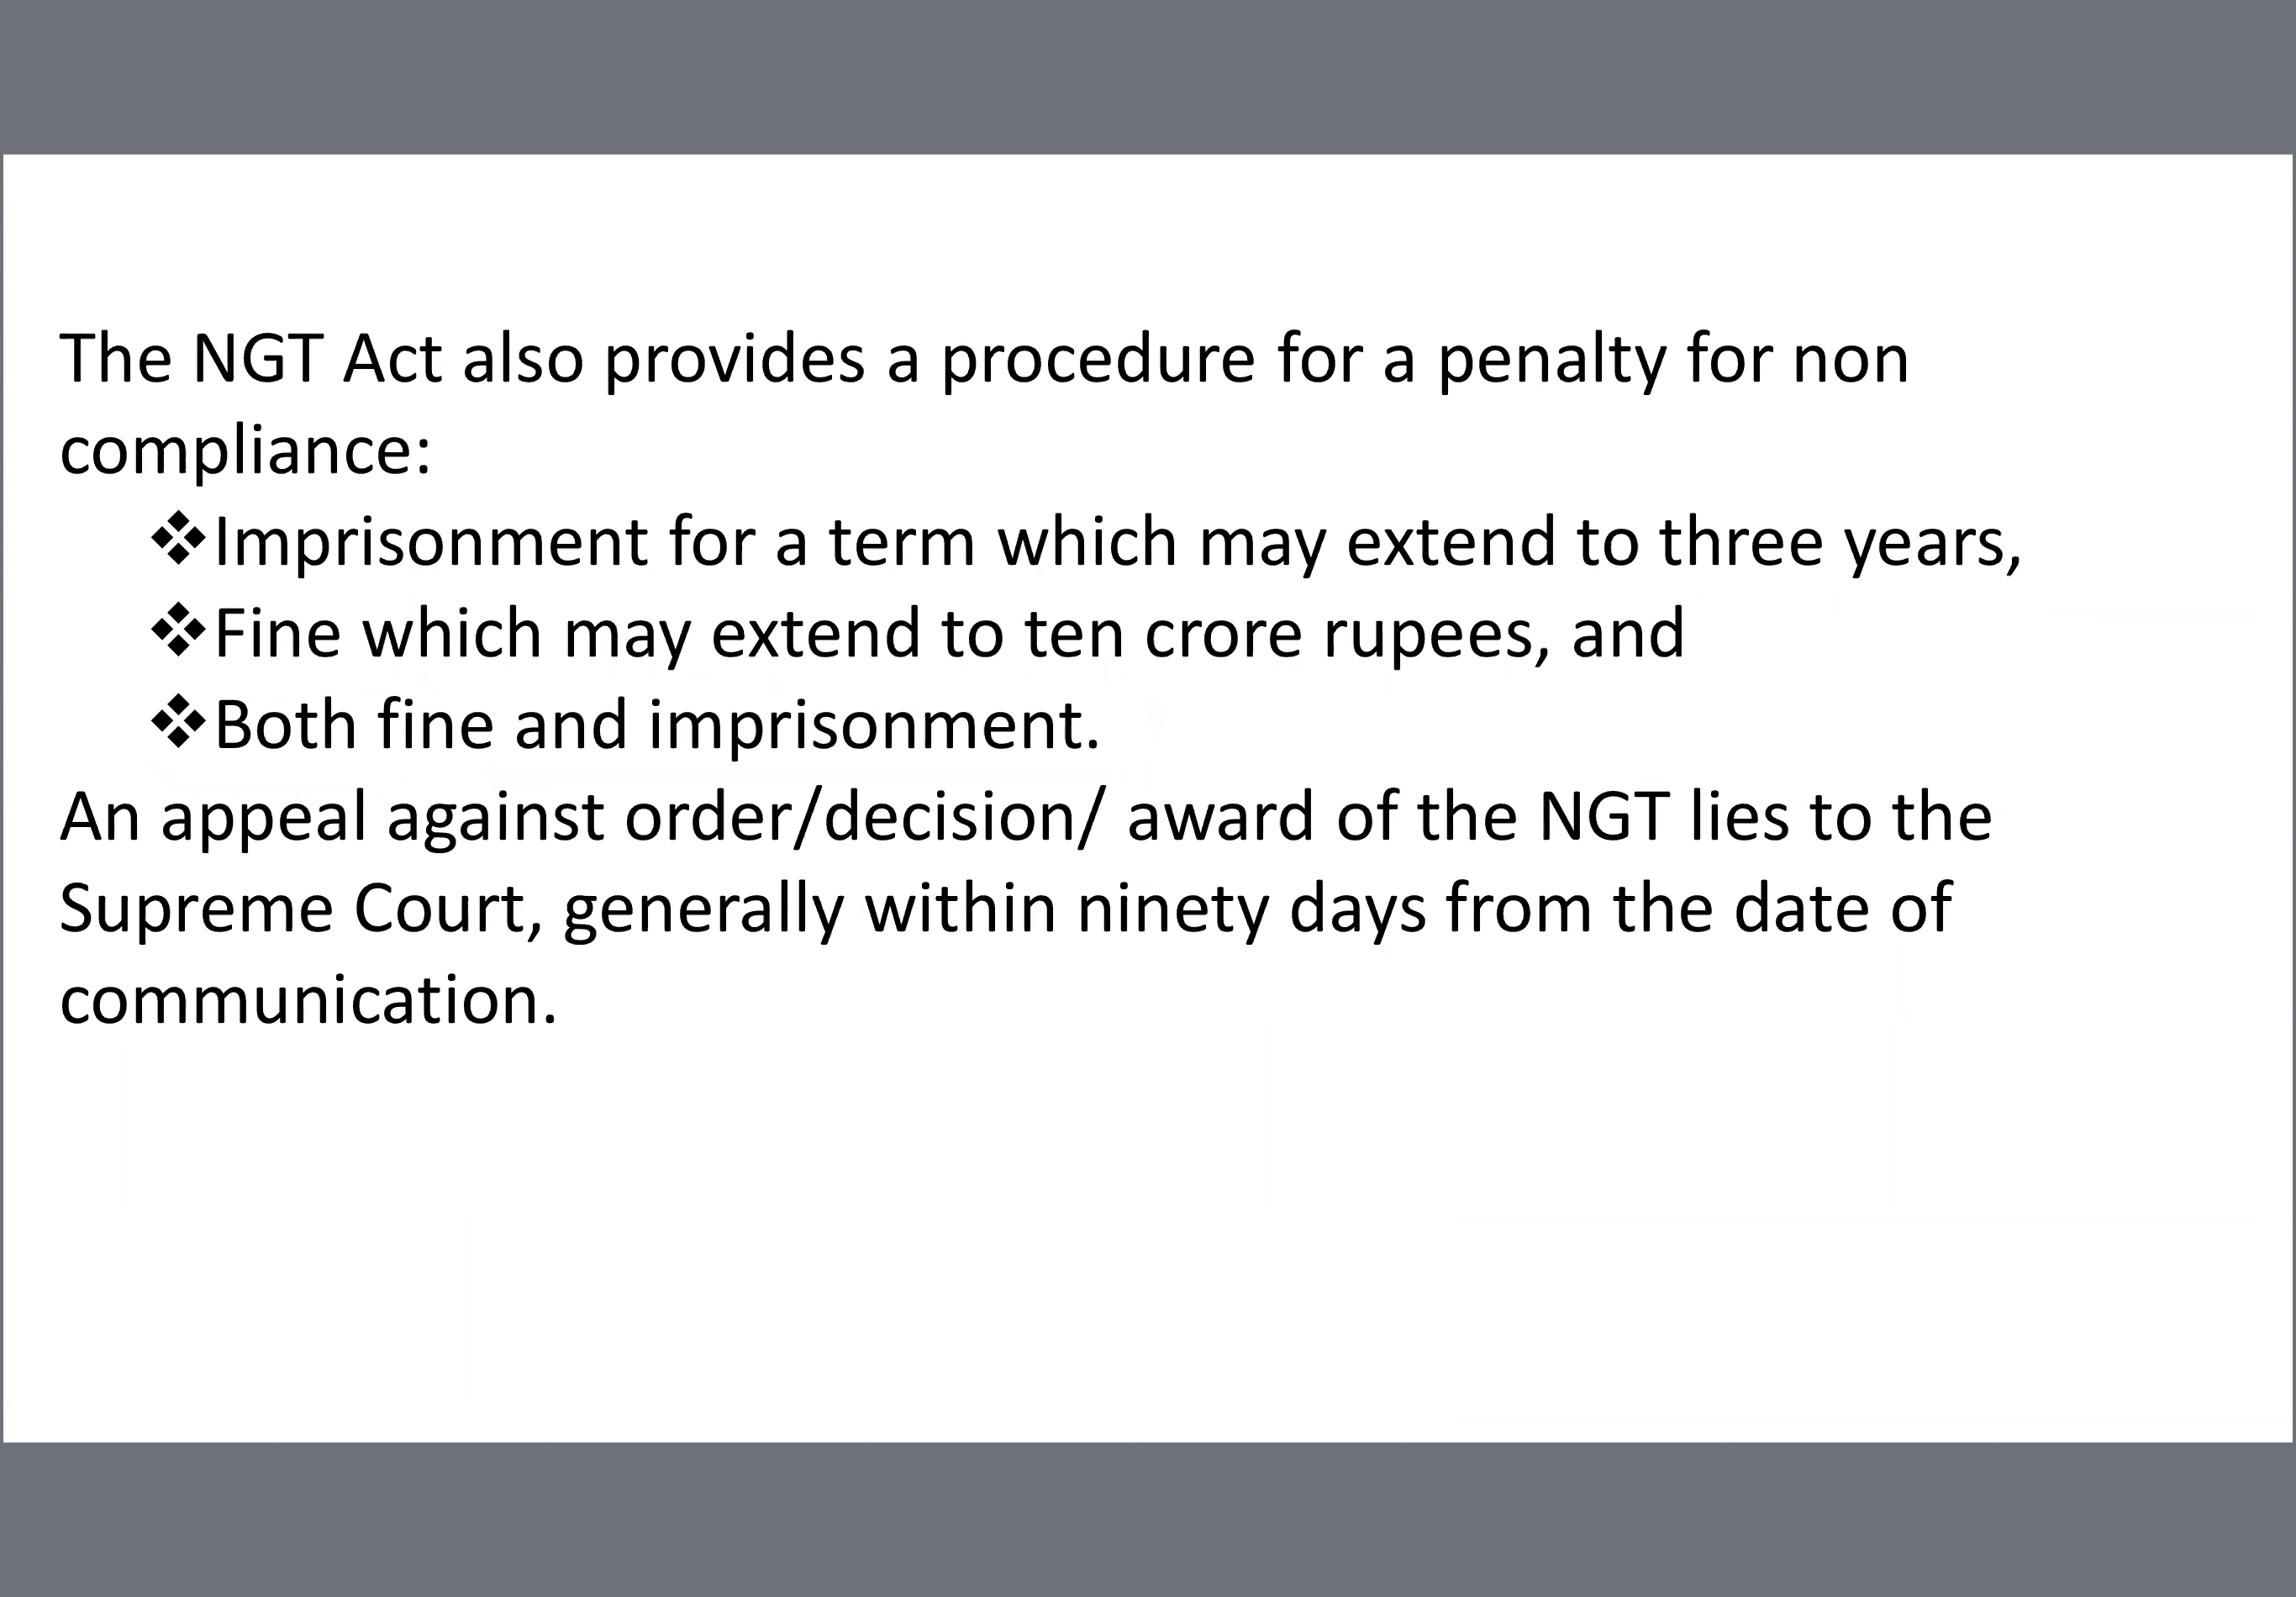 The NGT Act also provides a procedure for a penalty for non
compliance:
❖Imprisonment for a term which may extend to three years,
❖Fine which may extend to ten crore rupees, and
❖Both fine and imprisonment.
An appeal against order/decision/ award of the NGT lies to the
Supreme Court, generally within ninety days from the date of
communication.